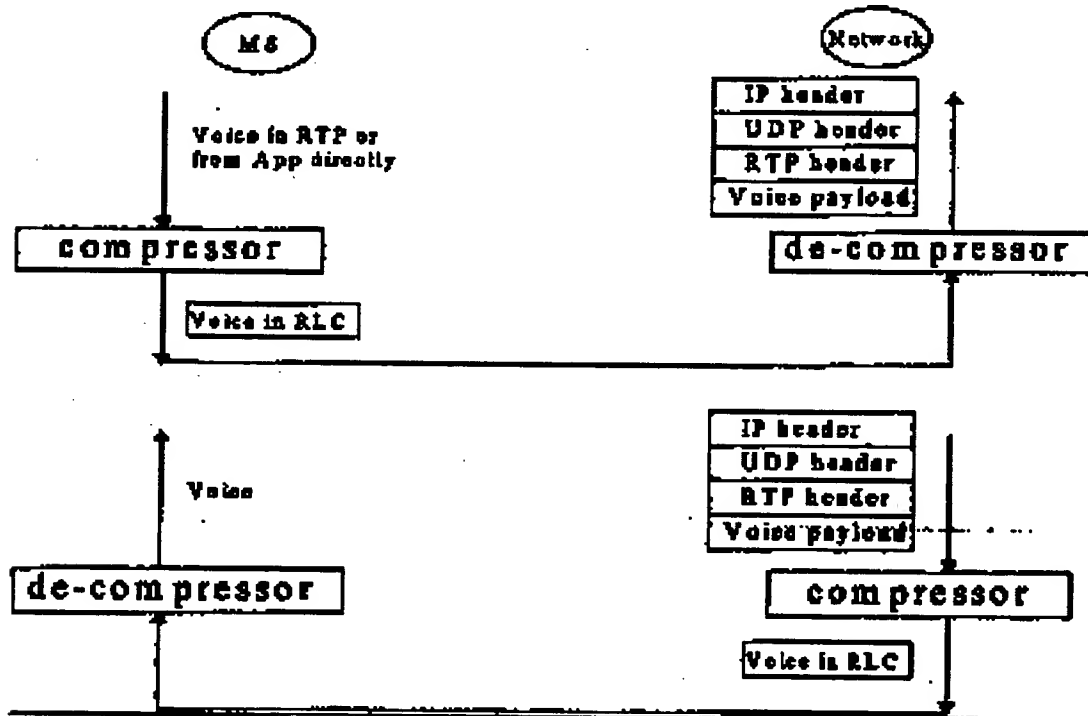 MS
Network
Voice in RTP or
from App directly
IP header
UDP header
RTP header
Voice payload
compressor
de-compressor
Voice in RLC
Voice
IP header
UDP header
RTP header
Voice payload
de-compressor
compressor
Voice in RLC